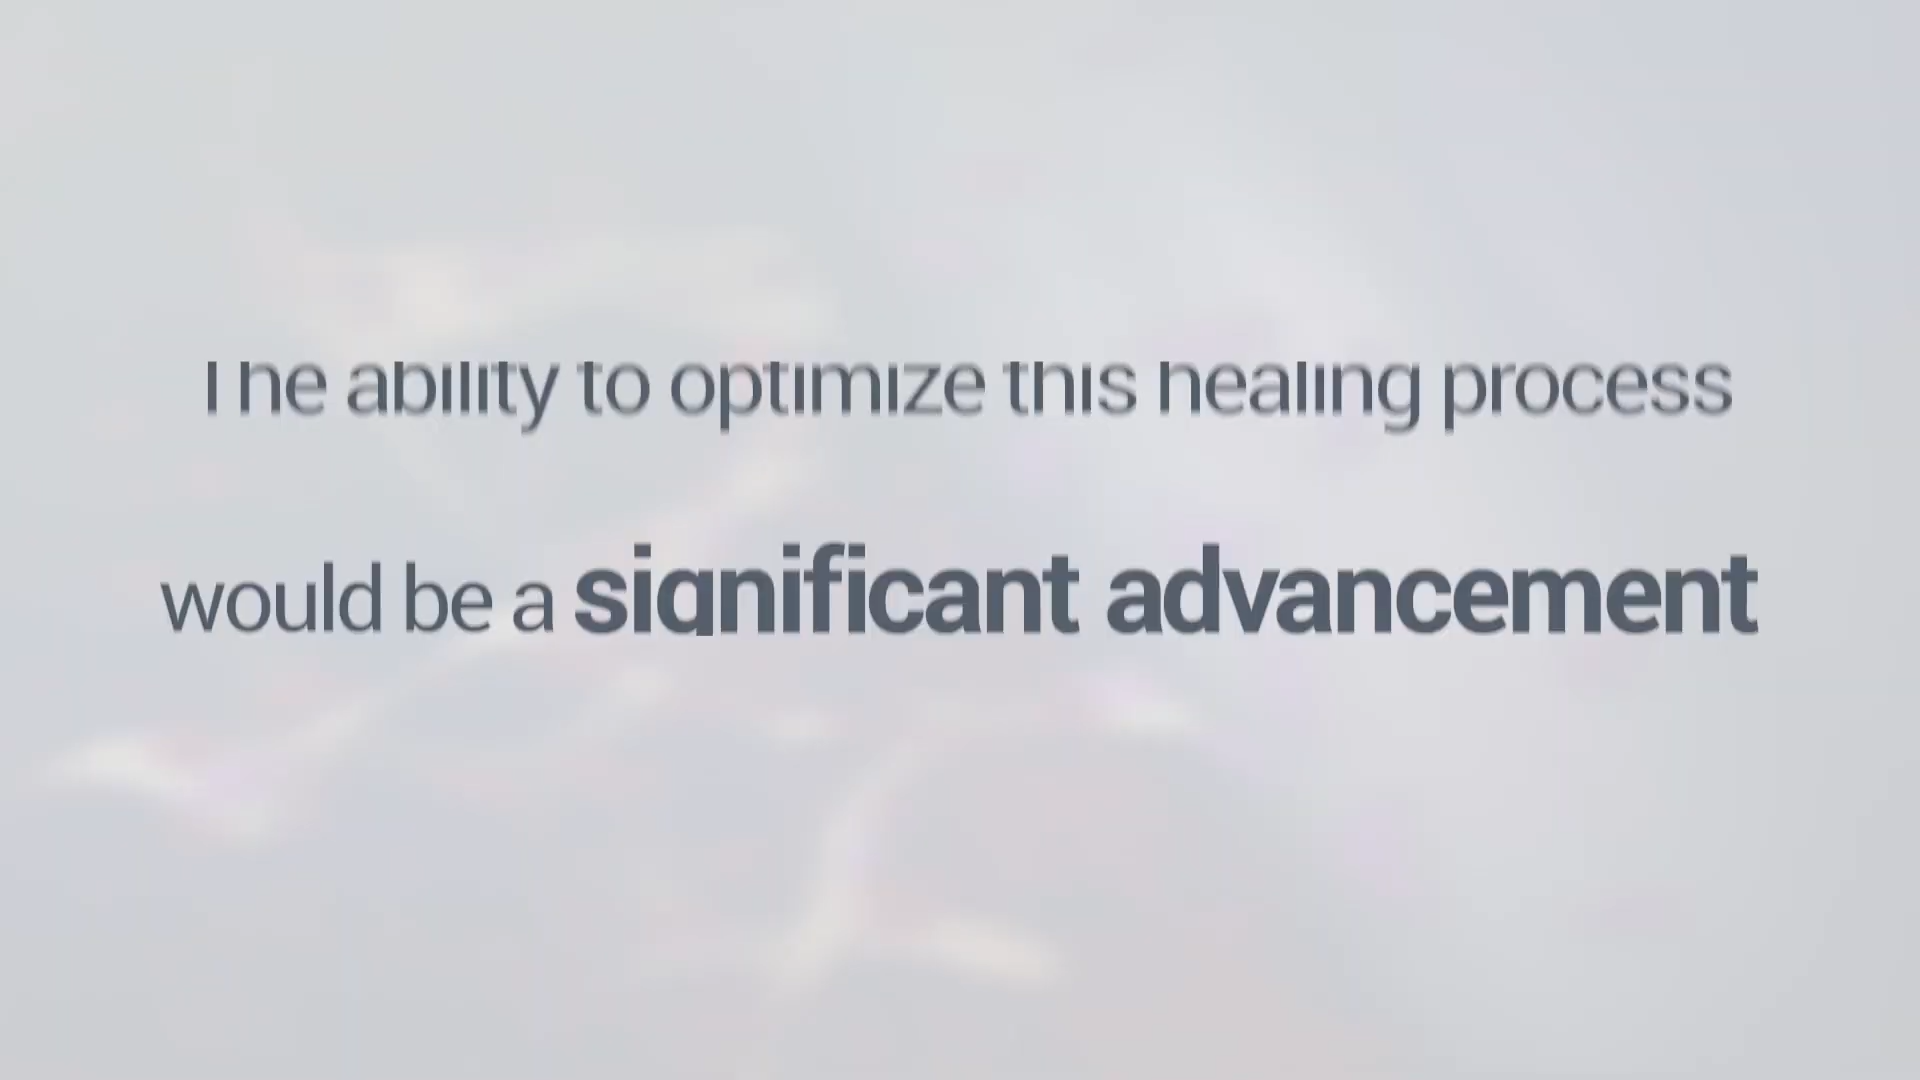 The ability to optimize this healing process
would be a significant advancement